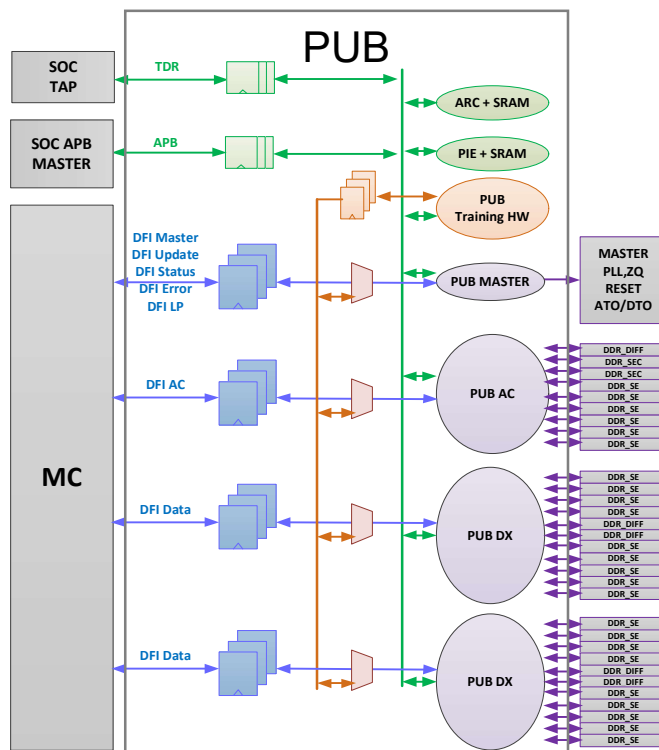 PUB
SOC
TAP
TDR
ARC + SRAM
SOC APB
MASTER
APB
PIE + SRAM
PUB
Training HW
DFI Master
DFI Update
DFI Status
DFI Error
DFI LP
PUB MASTER
MASTER
PLL,ZQ
RESET
ATO/DTO
MC
DFI AC
PUB AC
DDR_DIFF
DDR_SEC
DDR_SEC
DDR_SE
DDR_SE
DDR_SE
DDR_SE
DDR_SE
DDR_SE
DFI Data
PUB DX
DDR_SE
DDR_SE
DDR_SE
DDR_SE
DDR_DIFF
DDR_DIFF
DDR_SE
DDR_SE
DDR_SE
DDR_SE
DDR_SE
DFI Data
PUB DX
DDR_SE
DDR_SE
DDR_SE
DDR_SE
DDR_DIFF
DDR_DIFF
DDR_SE
DDR_SE
DDR_SE
DDR_SE
DDR_SE